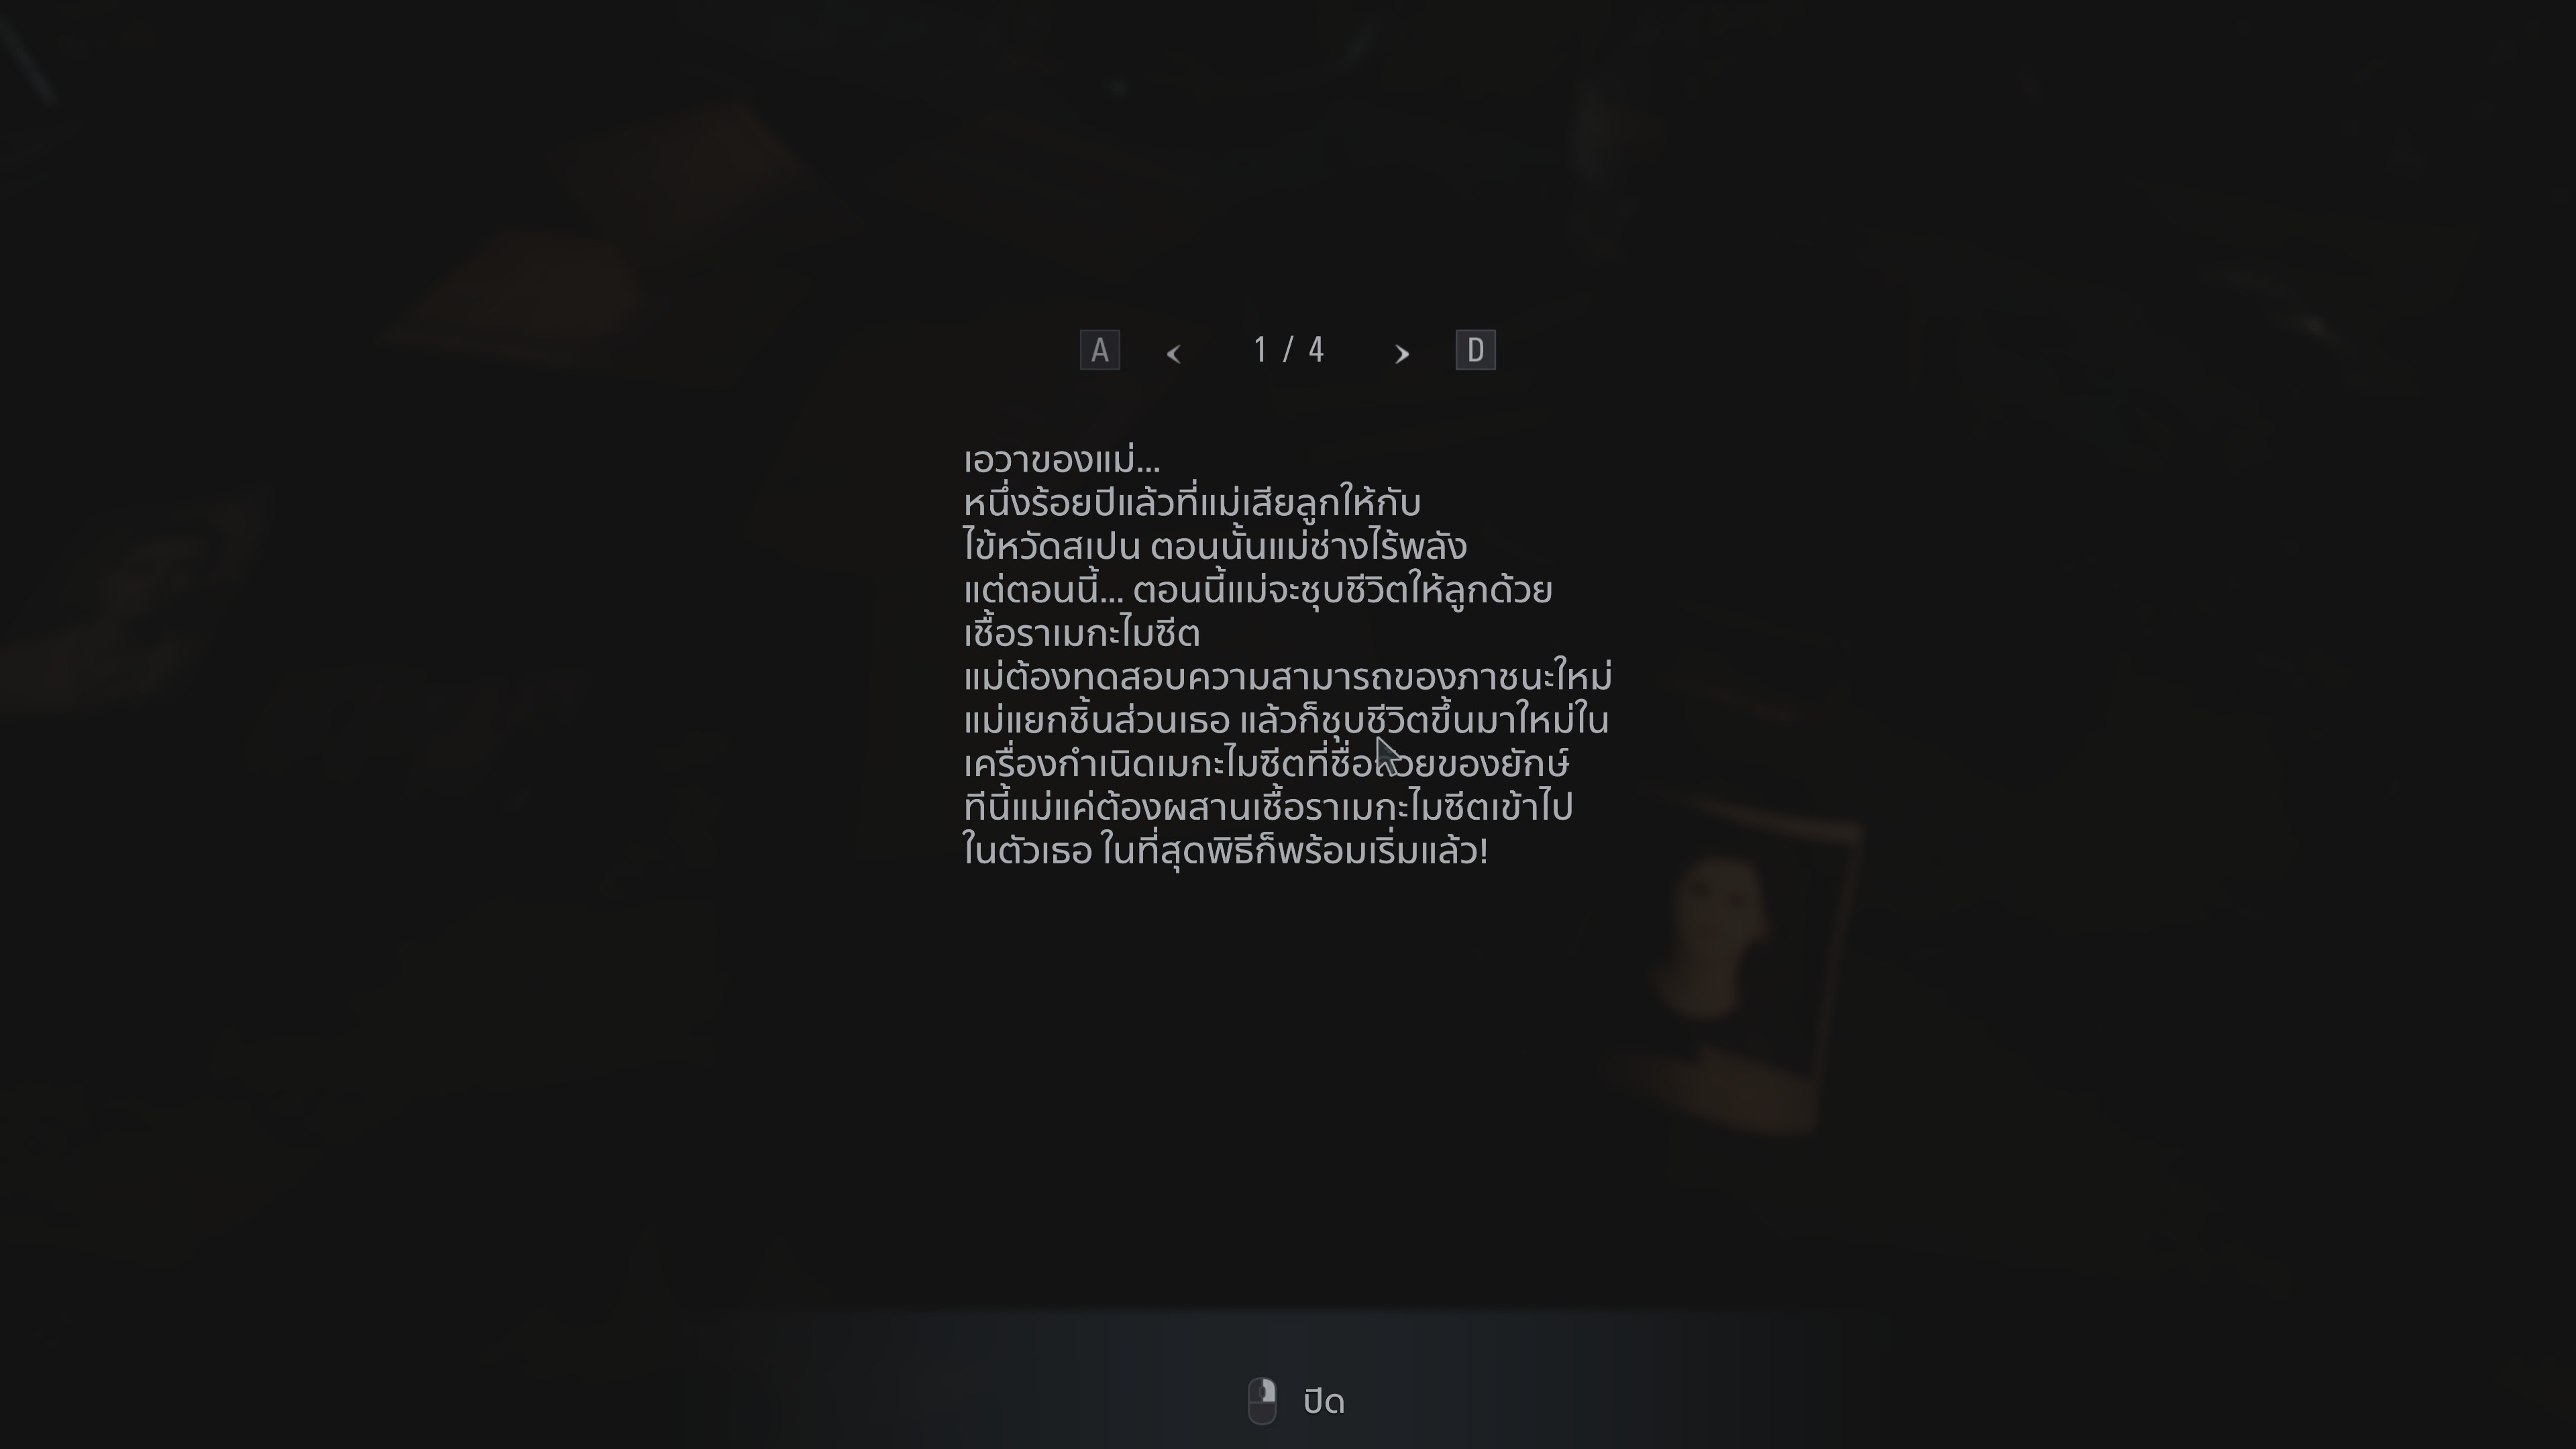 A < 1 / 4 > D
เอวาของแม่...
หนึ่งร้อยปีแล้วที่แม่เสียลูกให้กับ
ไข้หวัดสเปน ตอนนั้นแม่ช่างไร้พลัง
แต่ตอนนี้... ตอนนี้แม่จะชุบชีวิตให้ลูกด้วย
เชื้อราเมกะไมซีต
แม่ต้องทดสอบความสามารถของภาชนะใหม่
แม่แยกชิ้นส่วนเธอ แล้วก็ชุบชีวิตขึ้นมาใหม่ใน
เครื่องกำเนิดเมกะไมซีตที่ชื่อถ้วยของยักษ์
ทีนี้แม่แค่ต้องผสานเชื้อราเมกะไมซีตเข้าไป
ในตัวเธอ ในที่สุดพิธีก็พร้อมเริ่มแล้ว!
ปิด